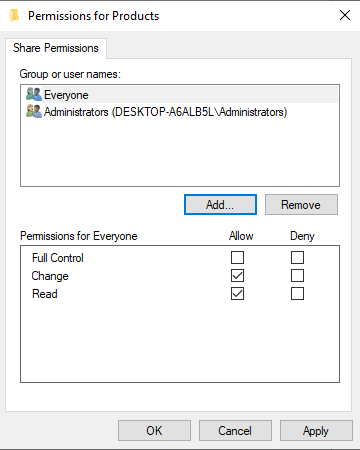 Permissions for Products
Share Permissions
Group or user names:
Everyone
Administrators (DESKTOP-A6ALB5L\Administrators)
Add... Remove
Permissions for Everyone Allow Deny
Full Control
Change
Read
OK Cancel Apply